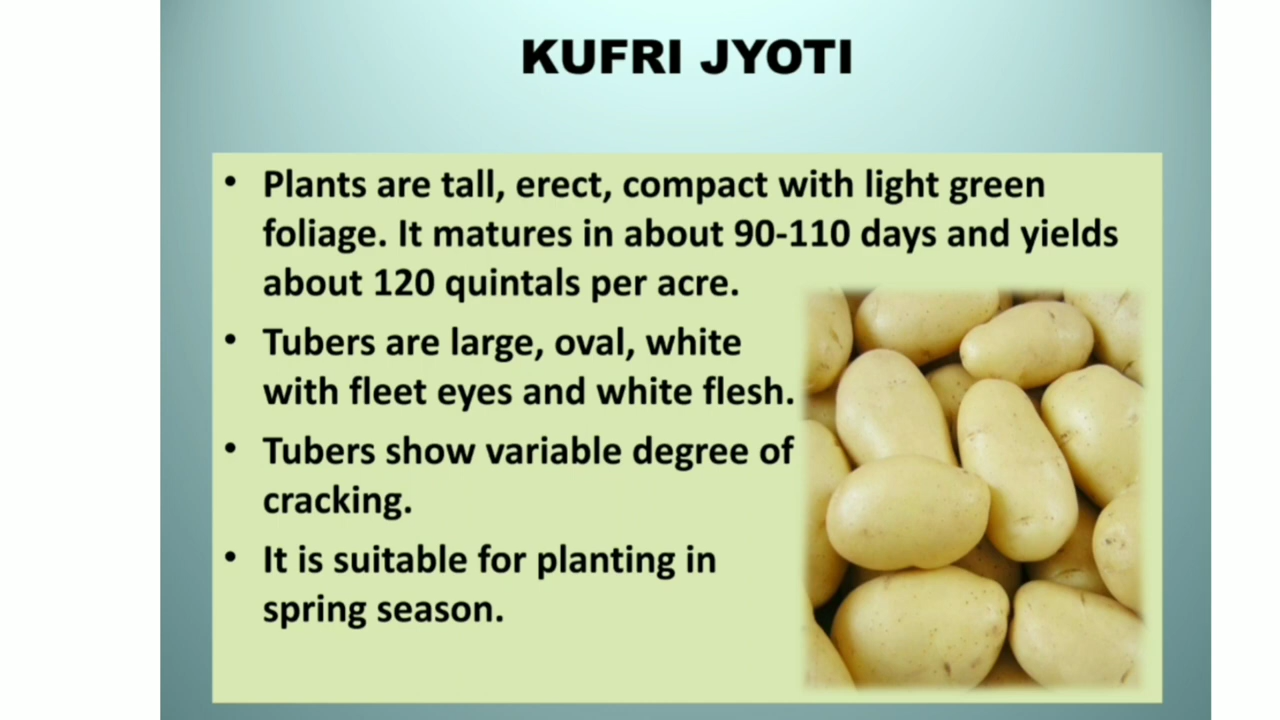 KUFRI JYOTI
• Plants are tall, erect, compact with light green
foliage. It matures in about 90-110 days and yields
about 120 quintals per acre.
• Tubers are large, oval, white
with fleet eyes and white flesh.
• Tubers show variable degree of
cracking.
• It is suitable for planting in
spring season.